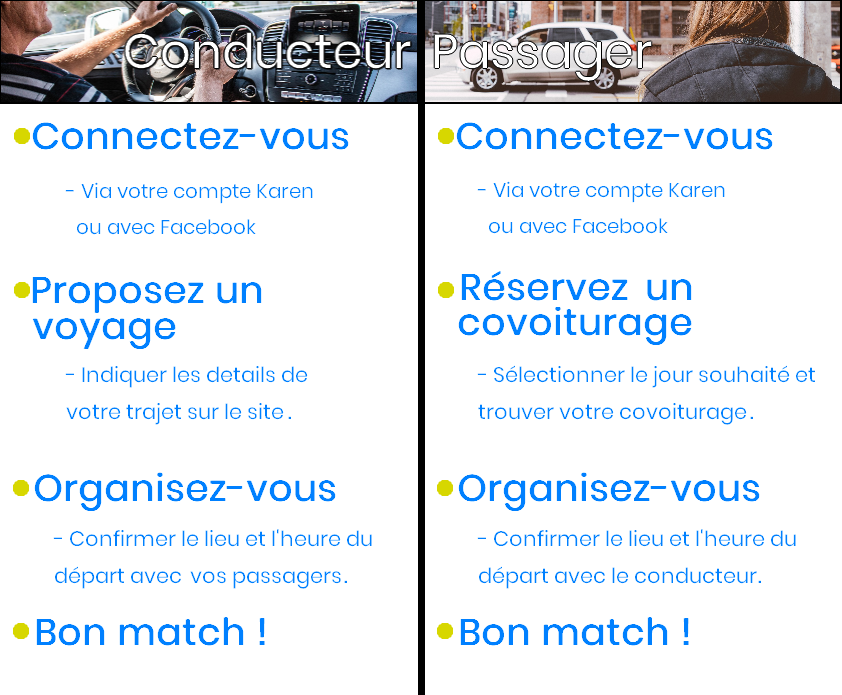 Conducteur
Connectez-vous
- Via votre compte Karen
ou avec Facebook
Proposez un
voyage
- Indiquer les details de
votre trajet sur le site.
Organisez-vous
- Confirmer le lieu et l'heure du
départ avec vos passagers.
Bon match !
Passager
Connectez-vous
- Via votre compte Karen
ou avec Facebook
Réservez un
covoiturage
- Sélectionner le jour souhaité et
trouver votre covoiturage.
Organisez-vous
- Confirmer le lieu et l'heure du
départ avec le conducteur.
Bon match !